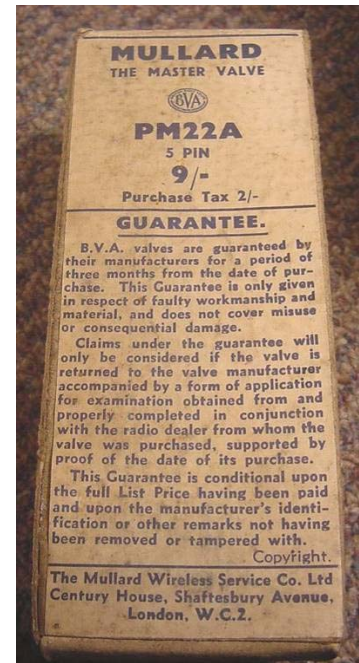 MULLARD
THE MASTER VALVE
BVA
PM22A
5 PIN
9/-
Purchase Tax 2/-
GUARANTEE.
B.V.A. valves are guaranteed by
their manufacturers for a period of
three months from the date of pur-
chase. This Guarantee is only given
in respect of faulty workmanship and
material, and does not cover misuse
or consequential damage.
Claims under the guarantee will
only be considered if the valve is
returned to the valve manufacturer
accompanied by a form of application
for examination obtained from and
properly completed in conjunction
with the radio dealer from whom the
valve was purchased, supported by
proof of the date of its purchase.
This Guarantee is conditional upon
the full List Price having been paid
and upon the manufacturer's identi-
fication or other remarks not having
been removed or tampered with.
Copyright.
The Mullard Wireless Service Co. Ltd
Century House, Shaftesbury Avenue,
London, W.C.2.